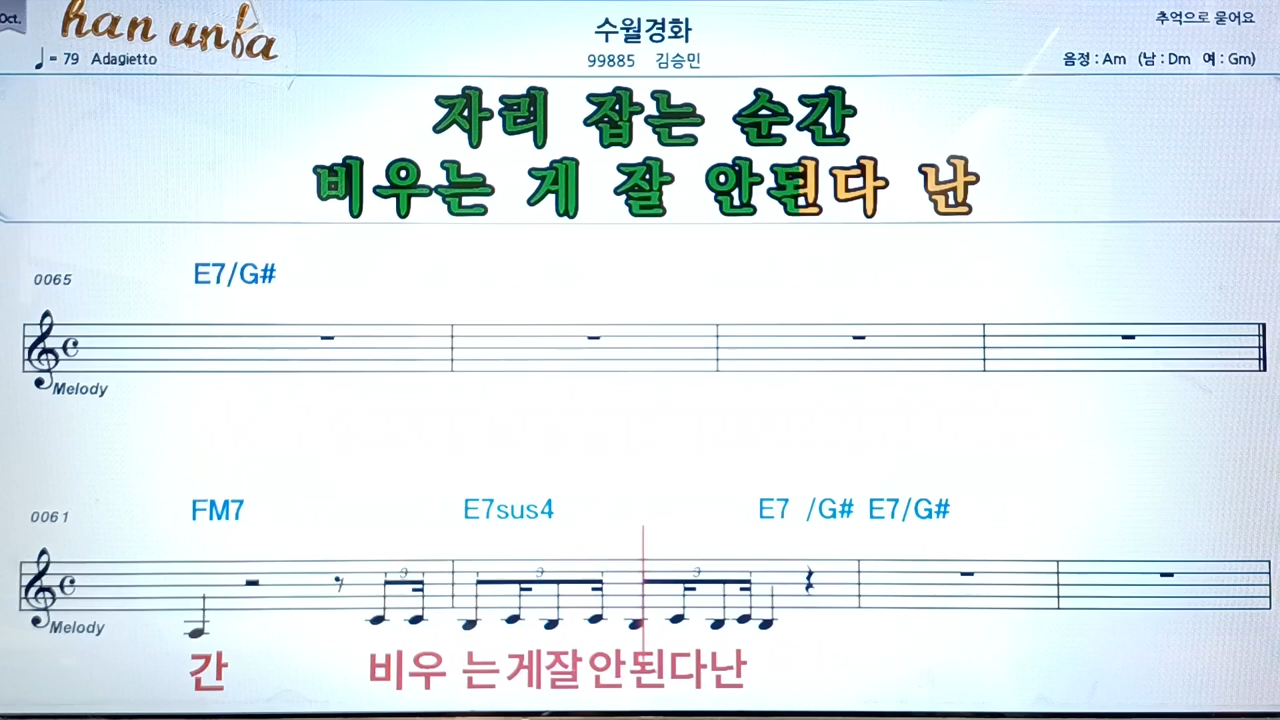 Oct.
han unfa
♩= 79 Adagietto
수월경화
99885 김승민
추억으로 묻어요
음정 : Am (남 : Dm 여 : Gm)
자리 잡는 순간
비우는 게 잘 안된다 난
0065
E7/G#
Melody
0061
FM7 E7sus4 E7 /G# E7/G#
3 3 3
Melody
간 비우 는게잘안된다난